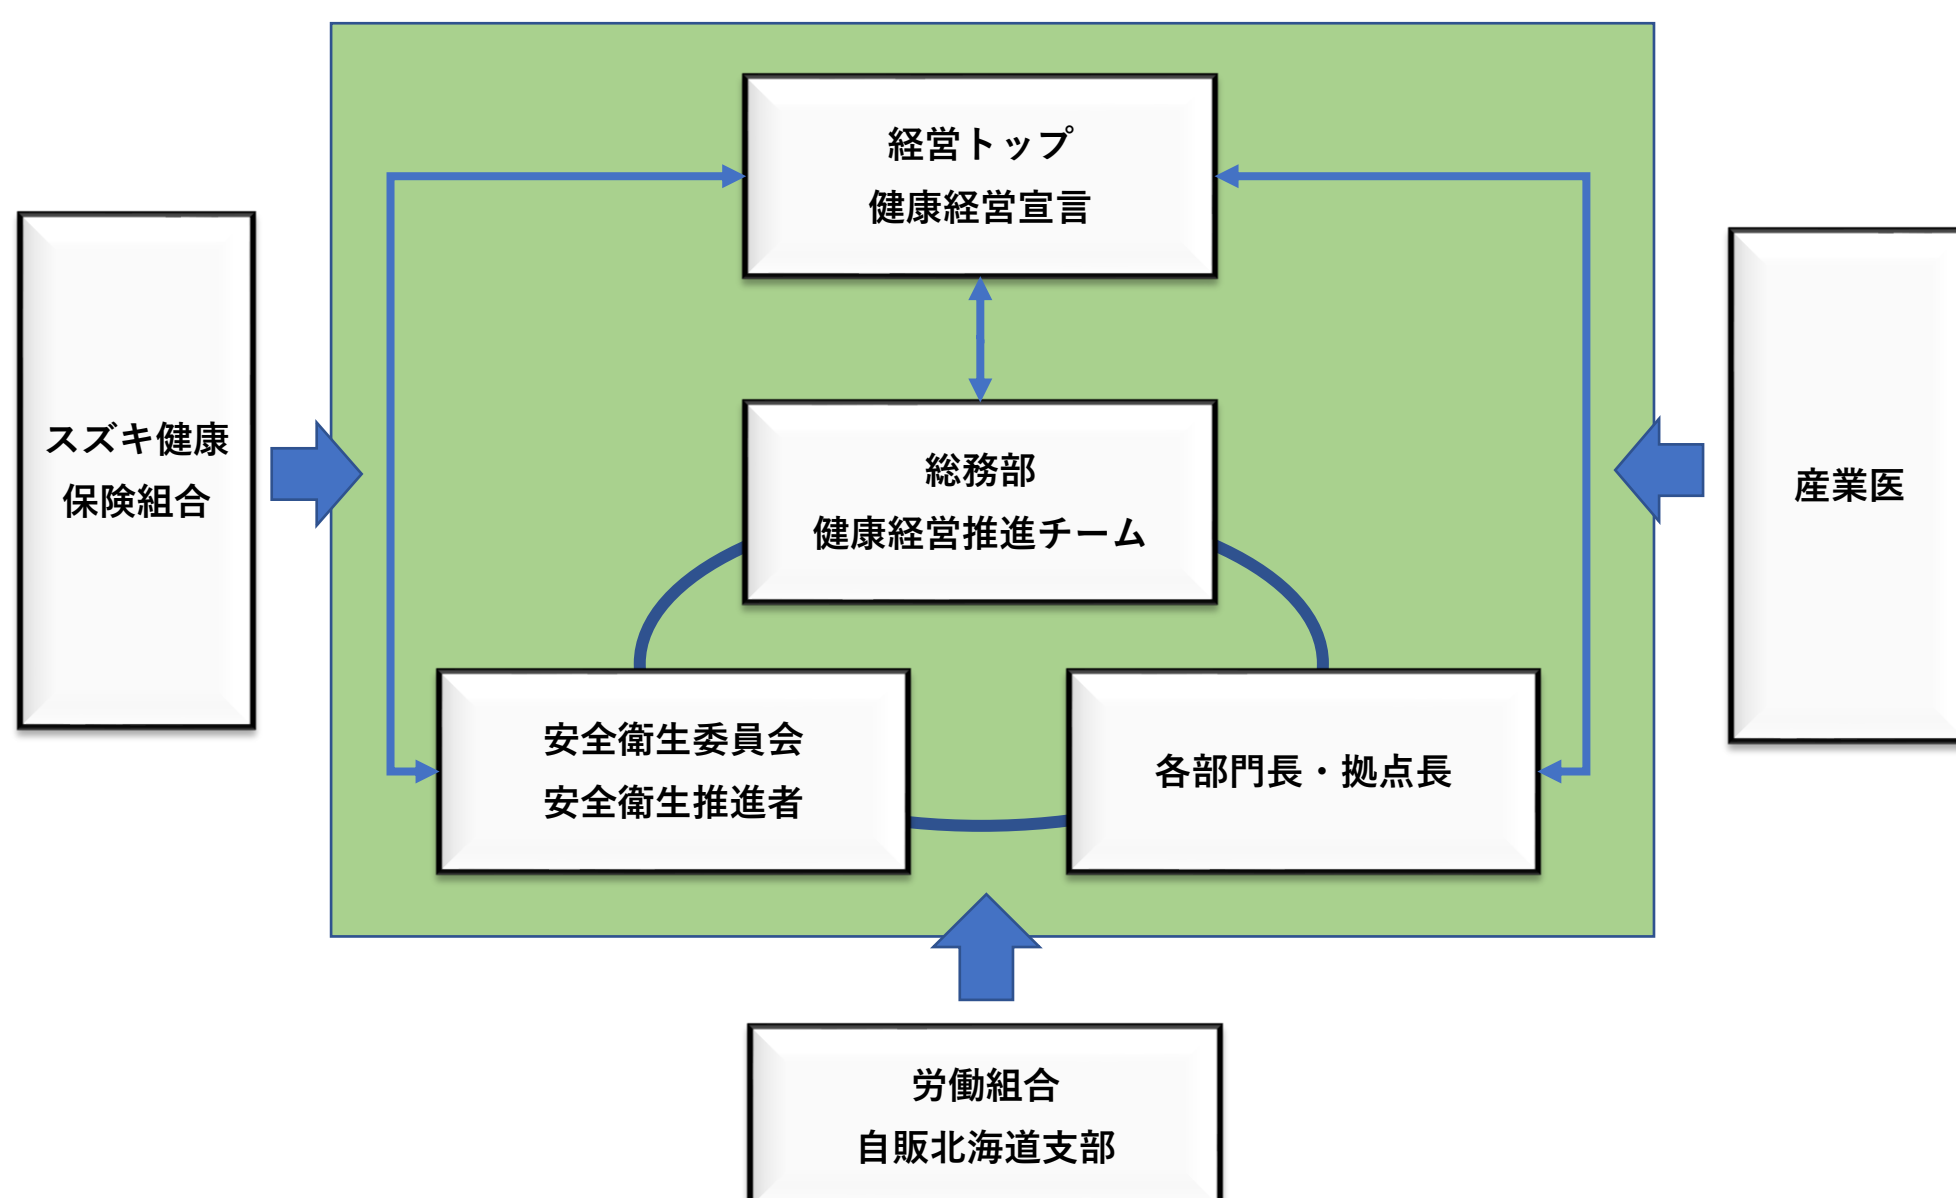 経営トップ
健康経営宣言
スズキ健康
保険組合
総務部
健康経営推進チーム
産業医
安全衛生委員会
安全衛生推進者
各部門長・拠点長
労働組合
自販北海道支部